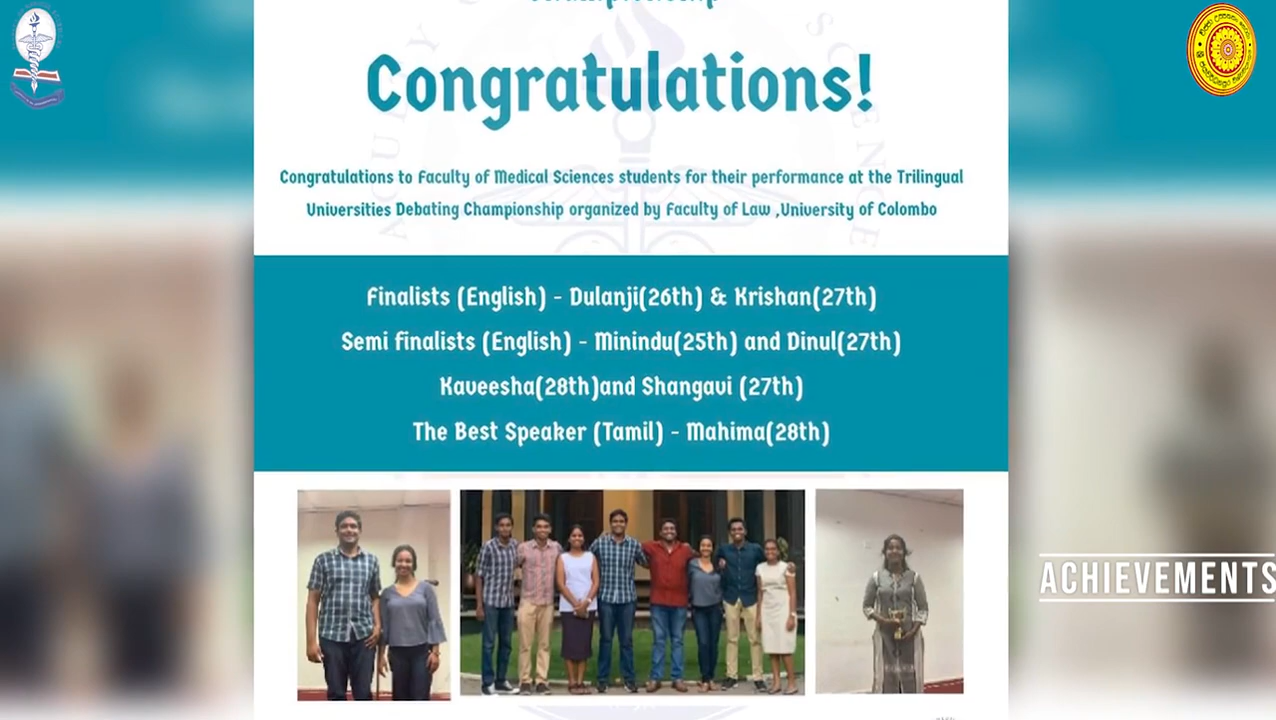 Congratulations!
Congratulations to Faculty of Medical Sciences students for their performance at the Trilingual
Universities Debating Championship organized by Faculty of Law ,University of Colombo
Finalists (English) - Dulanji(26th) & Krishan(27th)
Semi finalists (English) - Minindu(25th) and Dinul(27th)
Kaveesha(28th)and Shangavi (27th)
The Best Speaker (Tamil) - Mahima(28th)
ACHIEVEMENTS